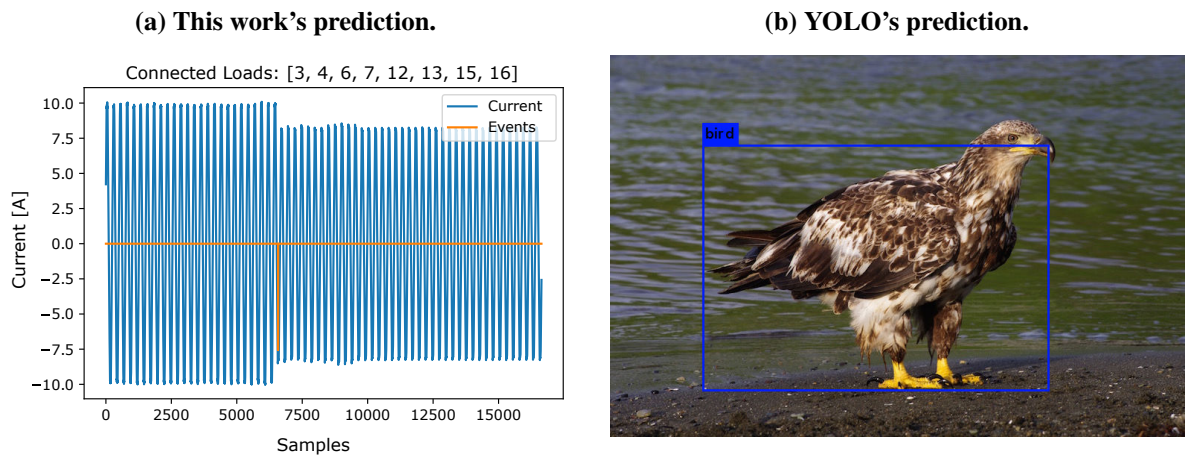 (a) This work's prediction.
(b) YOLO's prediction.
Connected Loads: [3, 4, 6, 7, 12, 13, 15, 16]
Current
Events
10.0
7.5
5.0
2.5
0.0
−2.5
−5.0
−7.5
−10.0
Current [A]
0
2500
5000
7500
10000
12500
15000
Samples
bird